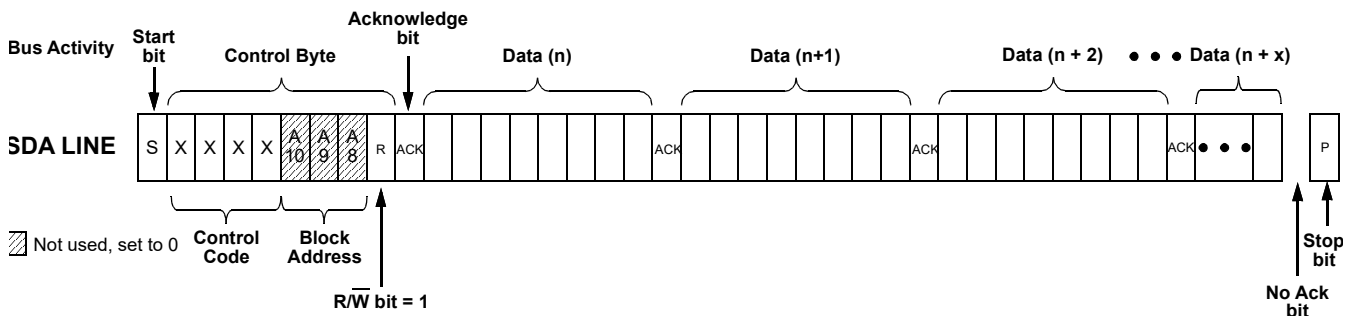 Bus Activity
Start
bit
Control Byte
Acknowledge
bit
Data (n)
Data (n+1)
Data (n + 2)
• • •
Data (n + x)
SDA LINE
S
X
X
X
X
A
10
A
9
A
8
R
ACK
ACK
ACK
ACK
• • •
P
Not used, set to 0
Control
Code
Block
Address
R/W̅ bit = 1
No Ack
bit
Stop
bit